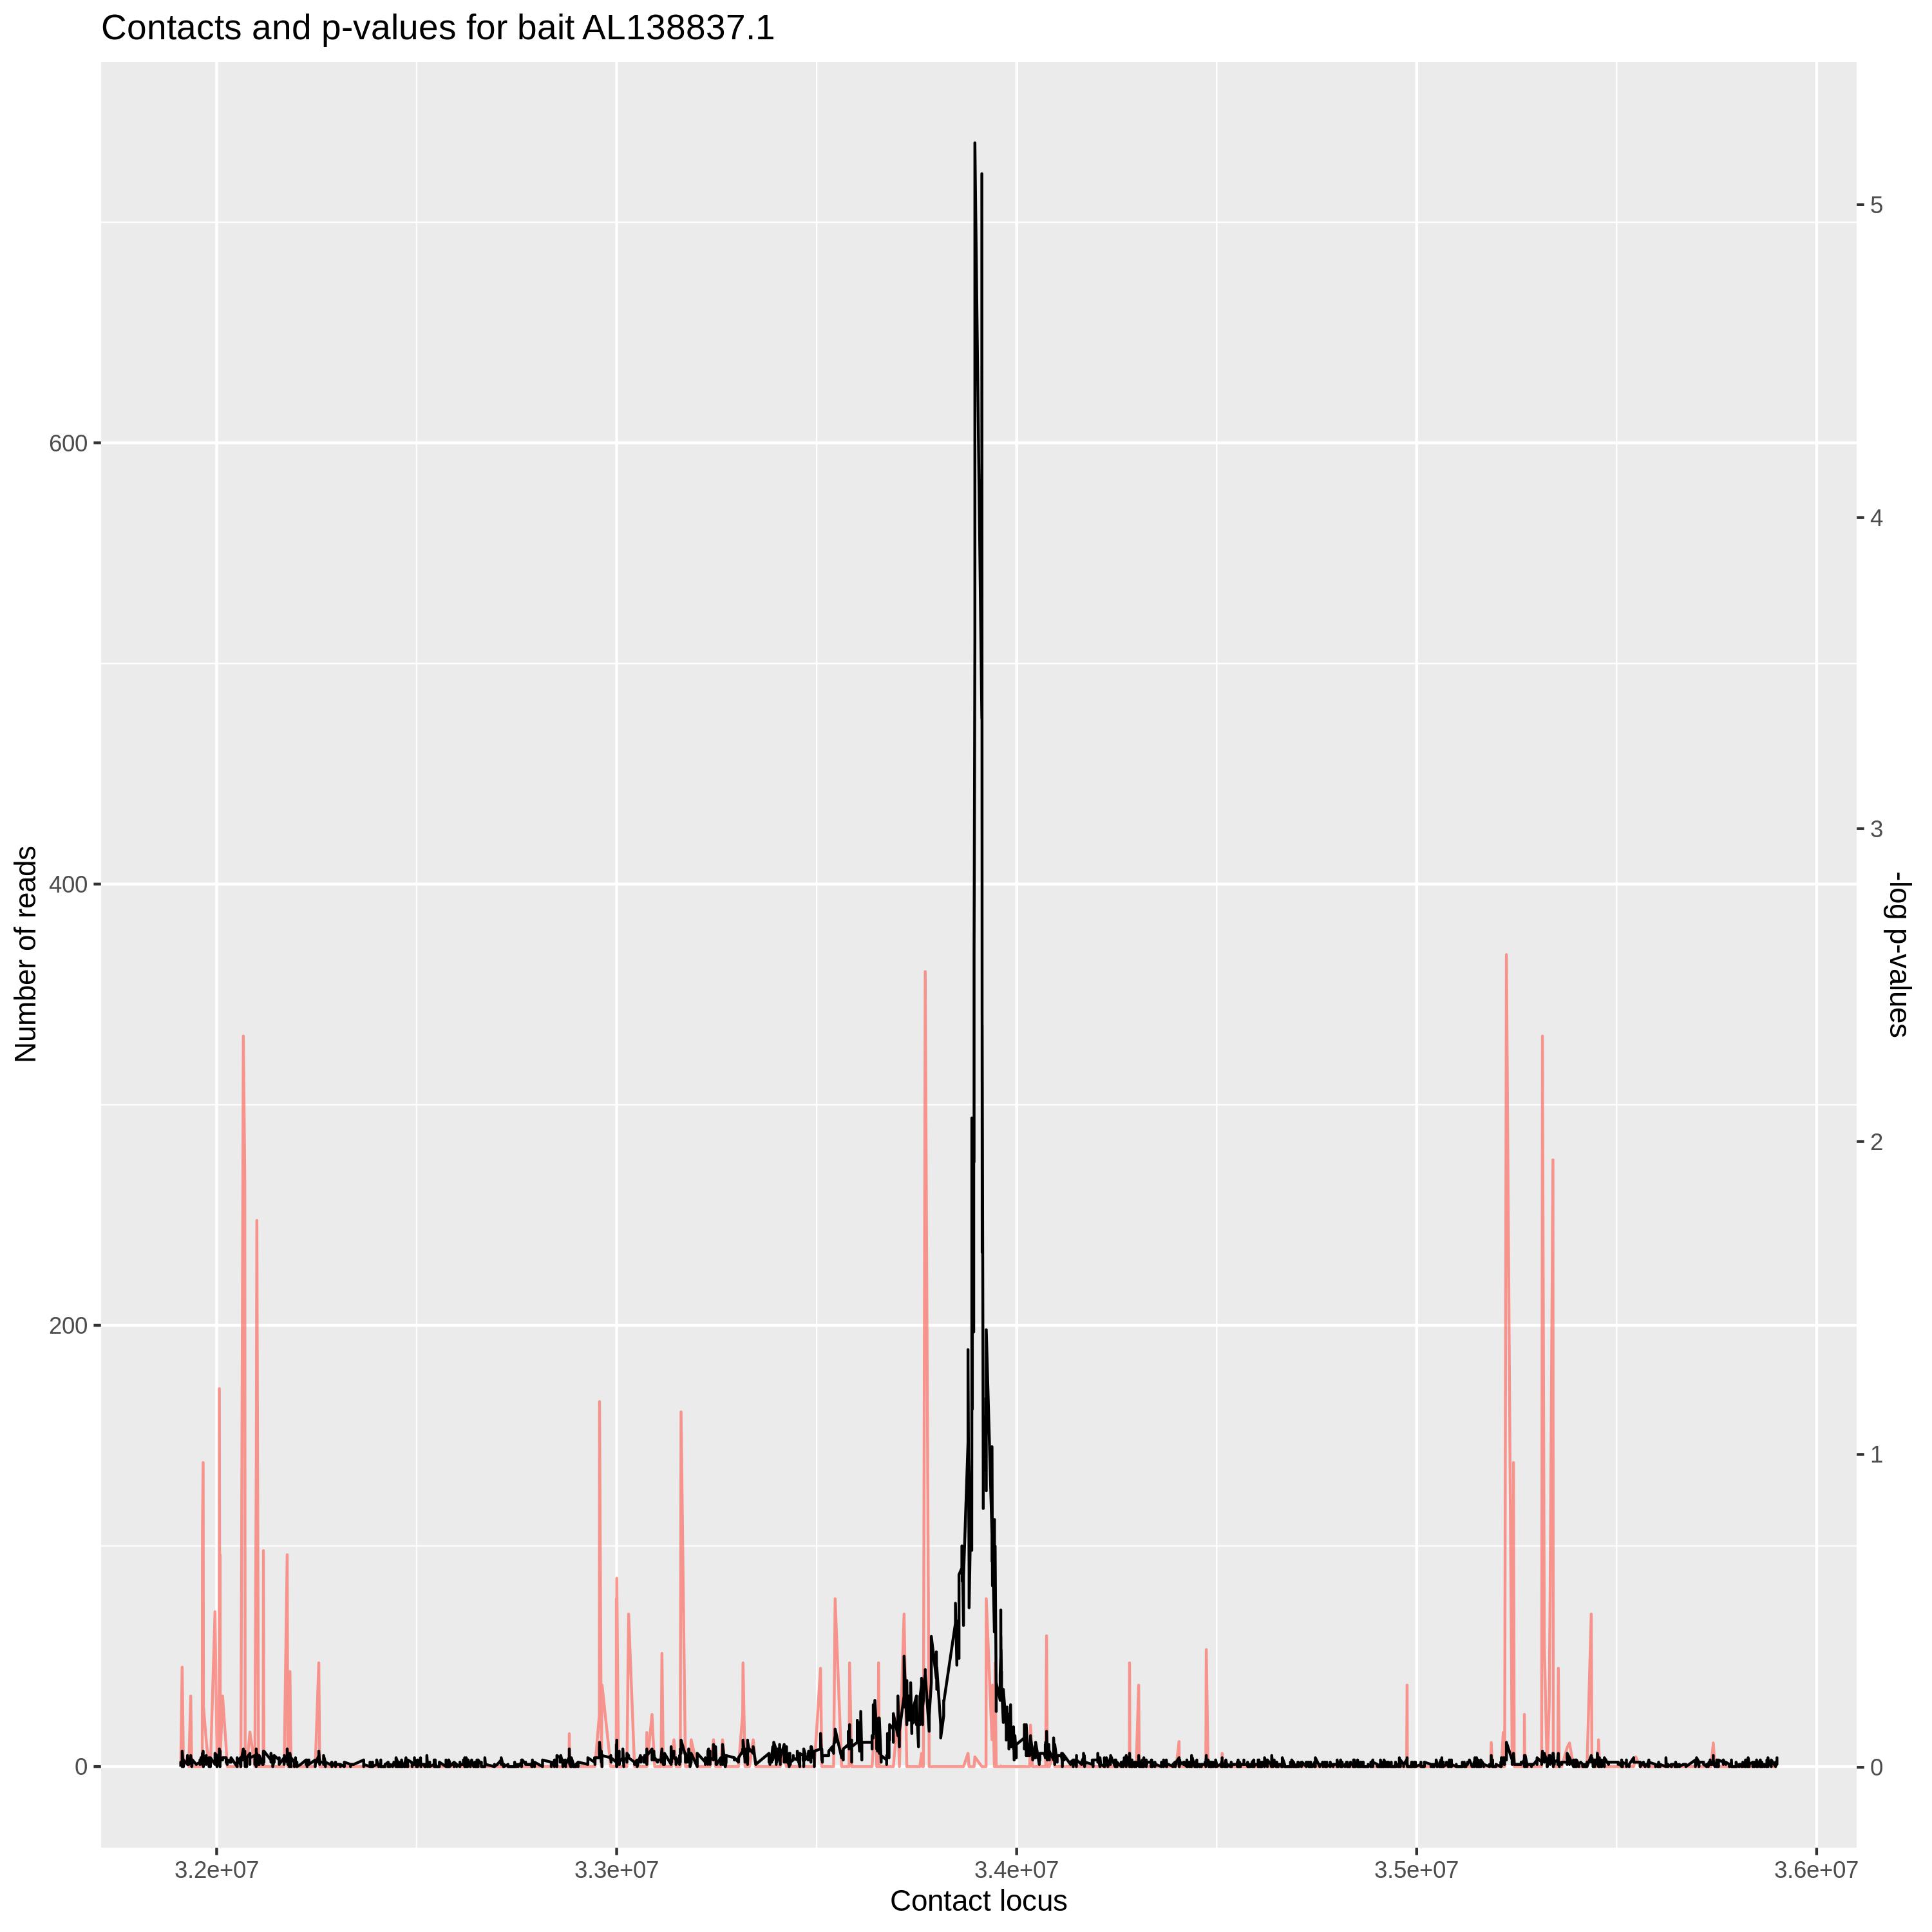 Contacts and p-values for bait AL138837.1
600
400
200
0
Number of reads
5
4
3
2
1
0
-log p-values
3.2e+07 3.3e+07 3.4e+07 3.5e+07 3.6e+07
Contact locus